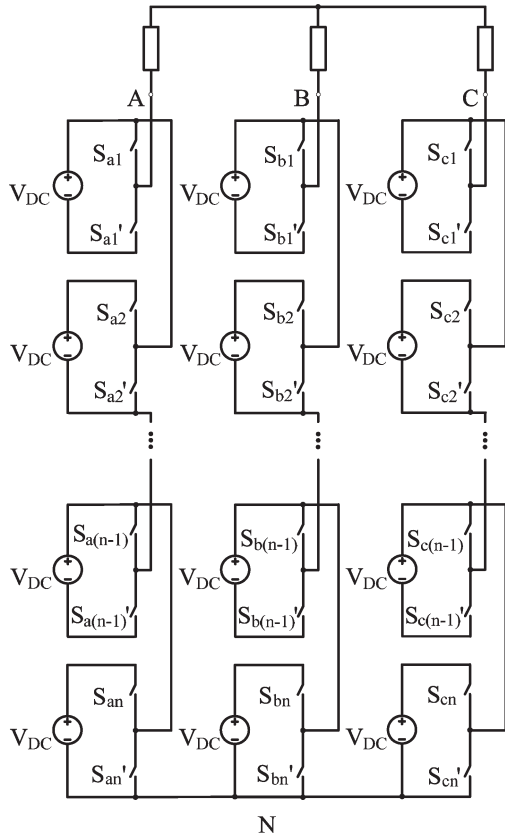 A B C
S_a1 S_b1 S_c1
V_DC V_DC V_DC
S_a1' S_b1' S_c1'
S_a2 S_b2 S_c2
V_DC V_DC V_DC
S_a2' S_b2' S_c2'
S_a(n-1) S_b(n-1) S_c(n-1)
V_DC V_DC V_DC
S_a(n-1)' S_b(n-1)' S_c(n-1)'
S_an S_bn S_cn
V_DC V_DC V_DC
S_an' S_bn' S_cn'
N